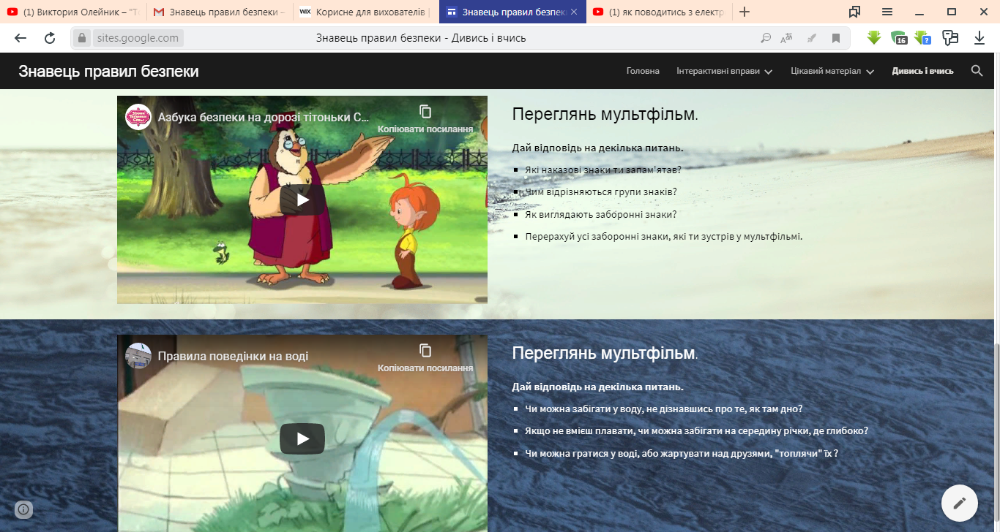 (1) Виктория Олейник – "Т
Знавець правил безпеки –
WIX Корисне для вихователів
Знавець правил безпек
(1) як поводитись з електр
sites.google.com
Знавець правил безпеки - Дивись і вчись
16
?
Знавець правил безпеки
Головна
Інтерактивні вправи
Цікавий матеріал
Дивись і вчись
Азбука безпеки на дорозі тітоньки С...
Копіювати посилання
Переглянь мультфільм.
Дай відповідь на декілька питань.
Які наказові знаки ти запам'ятав?
Чим відрізняються групи знаків?
Як виглядають заборонні знаки?
Перерахуй усі заборонні знаки, які ти зустрів у мультфільмі.
Правила поведінки на воді
Копіювати посилання
Переглянь мультфільм.
Дай відповідь на декілька питань.
Чи можна забігати у воду, не дізнавшись про те, як там дно?
Якщо не вмієш плавати, чи можна забігати на середину річки, де глибоко?
Чи можна гратися у воді, або жартувати над друзями, "топлячи" їх ?